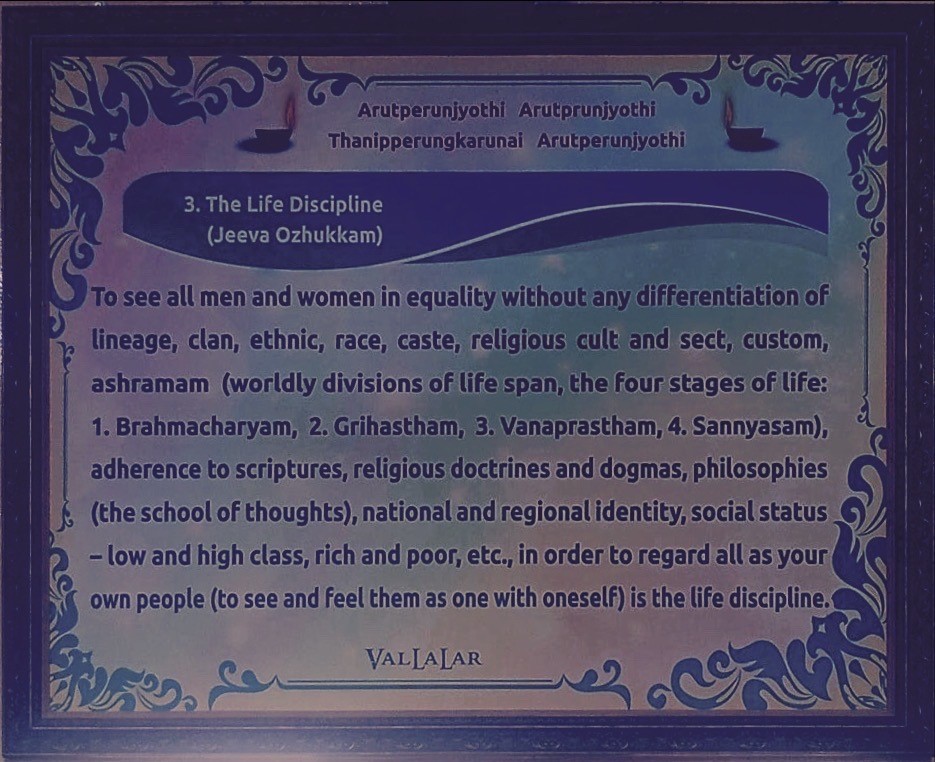 Arutperunjyothi Arutprunjyothi
Thanipperungkarunai Arutperunjyothi
3. The Life Discipline
(Jeeva Ozhukkam)
To see all men and women in equality without any differentiation of
lineage, clan, ethnic, race, caste, religious cult and sect, custom,
ashramam (worldly divisions of life span, the four stages of life:
1. Brahmacharyam, 2. Grihastham, 3. Vanaprastham, 4. Sannyasam),
adherence to scriptures, religious doctrines and dogmas, philosophies
(the school of thoughts), national and regional identity, social status
– low and high class, rich and poor, etc., in order to regard all as your
own people (to see and feel them as one with oneself) is the life discipline.
VALLALAR